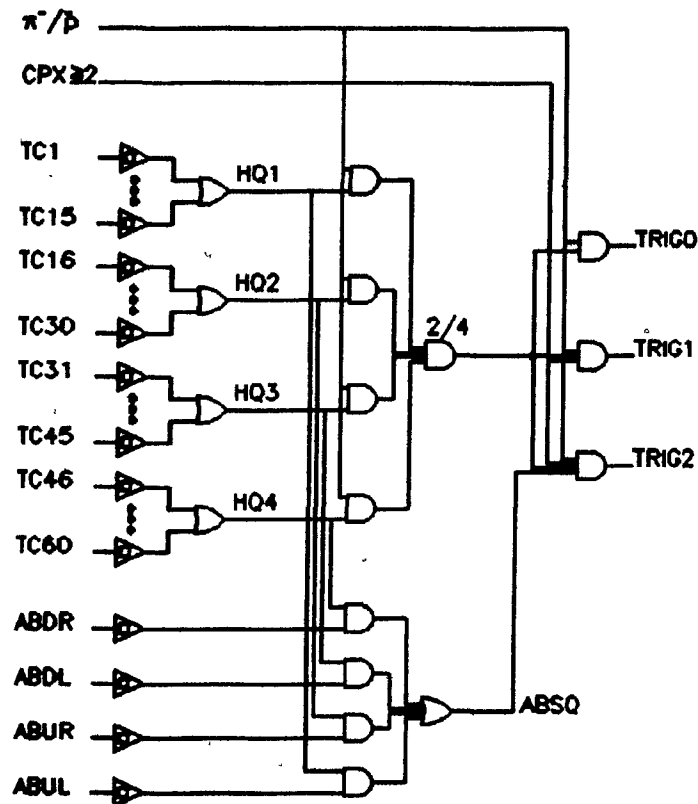 π⁻/p̄
CPX≥2
TC1
HQ1
TC15
TRIG0
TC16
HQ2
TC30
2/4
TRIG1
TC31
HQ3
TC45
TRIG2
TC46
HQ4
TC60
ABDR
ABDL
ABSQ
ABUR
ABUL